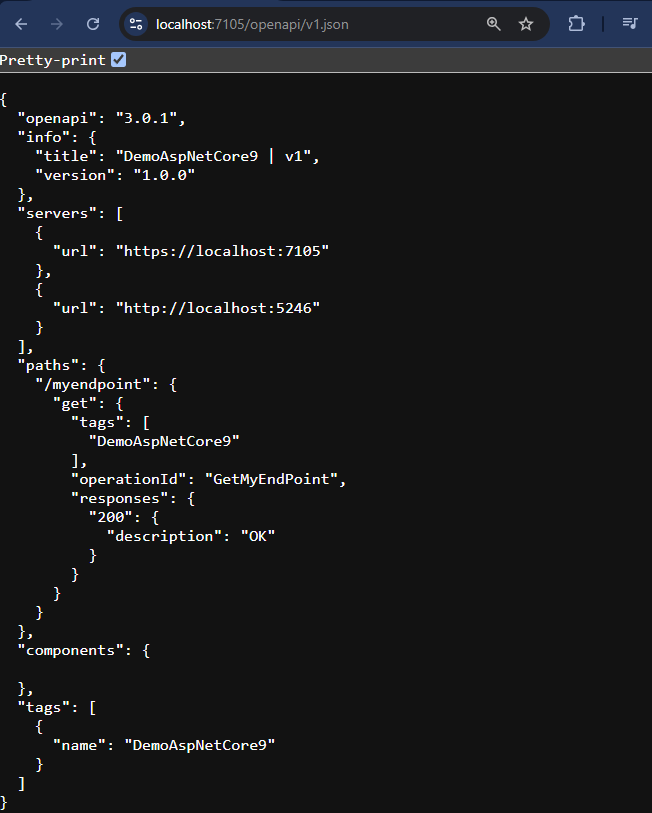 localhost:7105/openapi/v1.json
Pretty-print
{
  "openapi": "3.0.1",
  "info": {
    "title": "DemoAspNetCore9 | v1",
    "version": "1.0.0"
  },
  "servers": [
    {
      "url": "https://localhost:7105"
    },
    {
      "url": "http://localhost:5246"
    }
  ],
  "paths": {
    "/myendpoint": {
      "get": {
        "tags": [
          "DemoAspNetCore9"
        ],
        "operationId": "GetMyEndPoint",
        "responses": {
          "200": {
            "description": "OK"
          }
        }
      }
    }
  },
  "components": {

  },
  "tags": [
    {
      "name": "DemoAspNetCore9"
    }
  ]
}